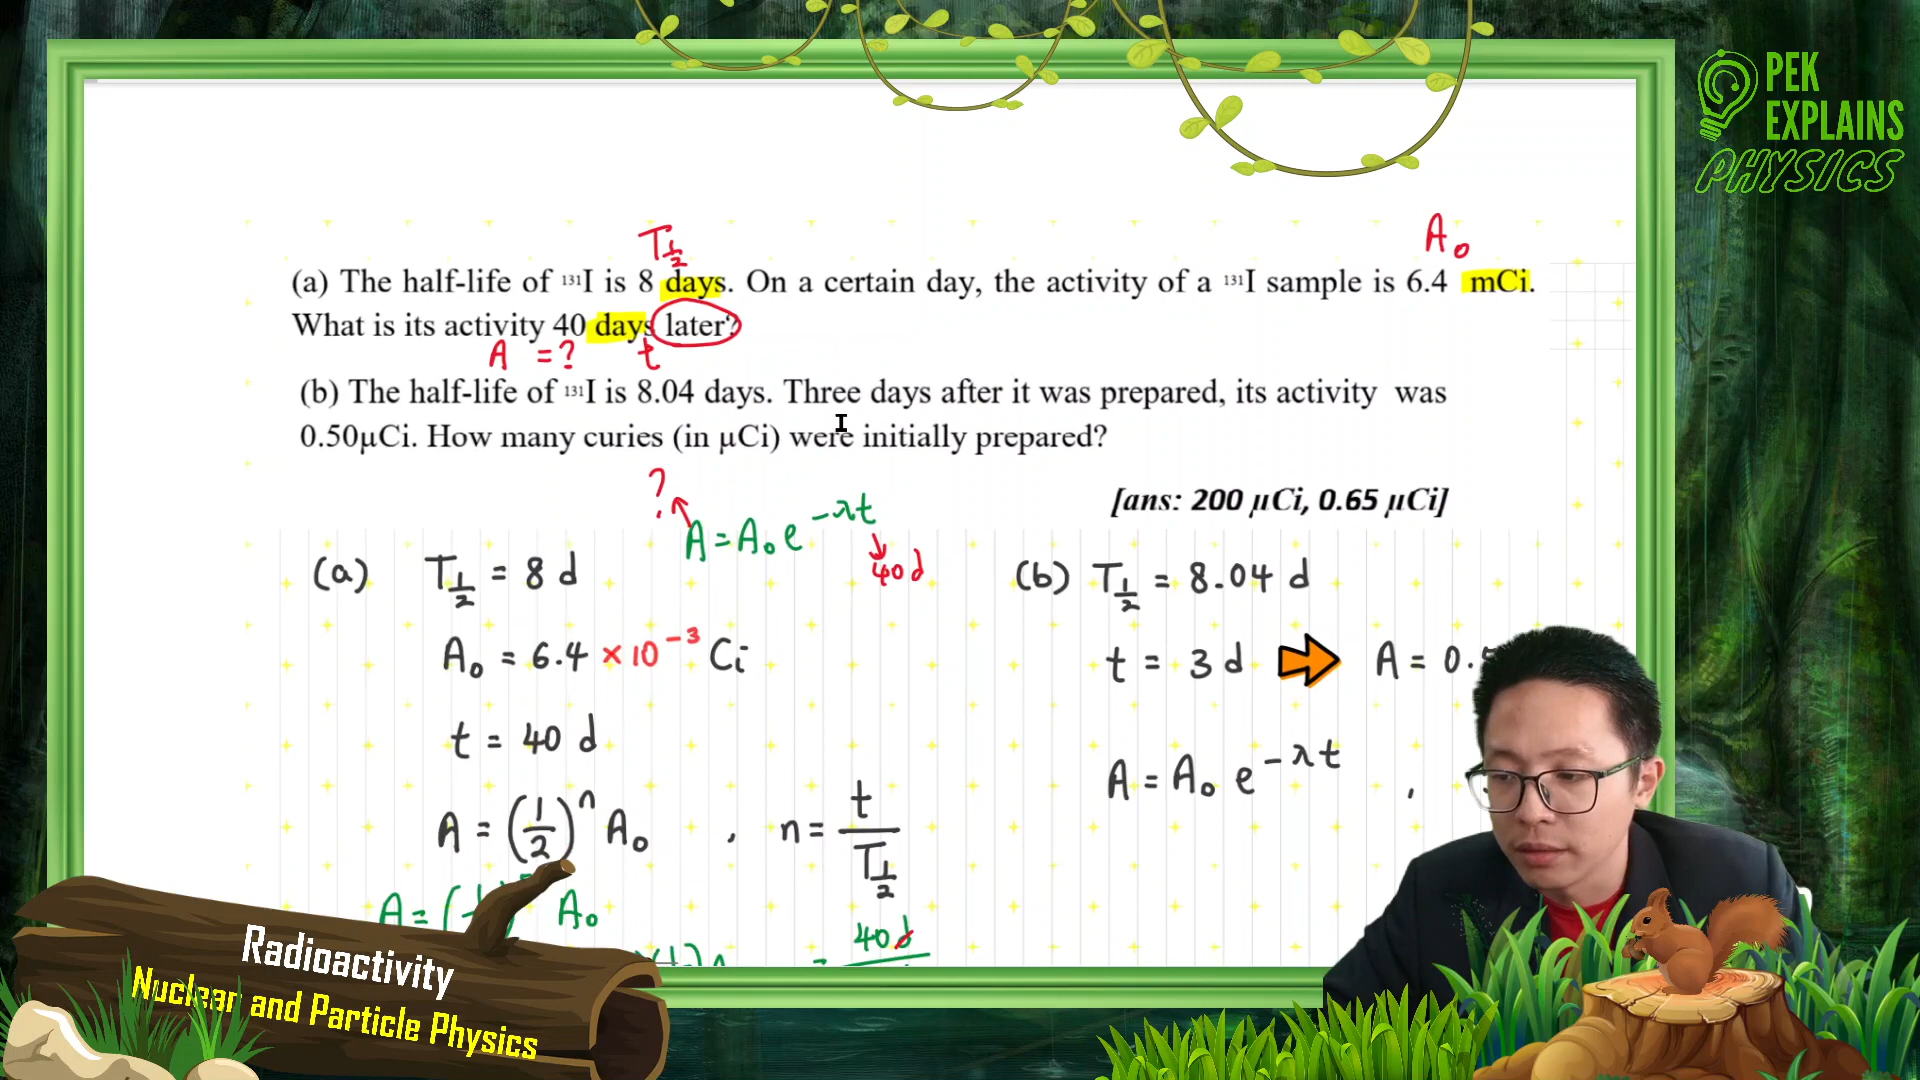 PEK
EXPLAINS
PHYSICS
T½
A₀
(a) The half-life of ¹³¹I is 8 days. On a certain day, the activity of a ¹³¹I sample is 6.4 mCi.
What is its activity 40 days later?
A = ? t
(b) The half-life of ¹³¹I is 8.04 days. Three days after it was prepared, its activity was
0.50μCi. How many curies (in μCi) were initially prepared?
?
[ans: 200 μCi, 0.65 μCi]
A = A₀ e^(-λt)
40d
(a) T½ = 8 d
A₀ = 6.4 × 10⁻³ Ci
t = 40 d
A = (1/2)ⁿ A₀ , n = t / T½
A = ( A₀
40d
(b) T½ = 8.04 d
t = 3 d A = 0.
A = A₀ e^(-λt) ,
Radioactivity
Nuclear and Particle Physics